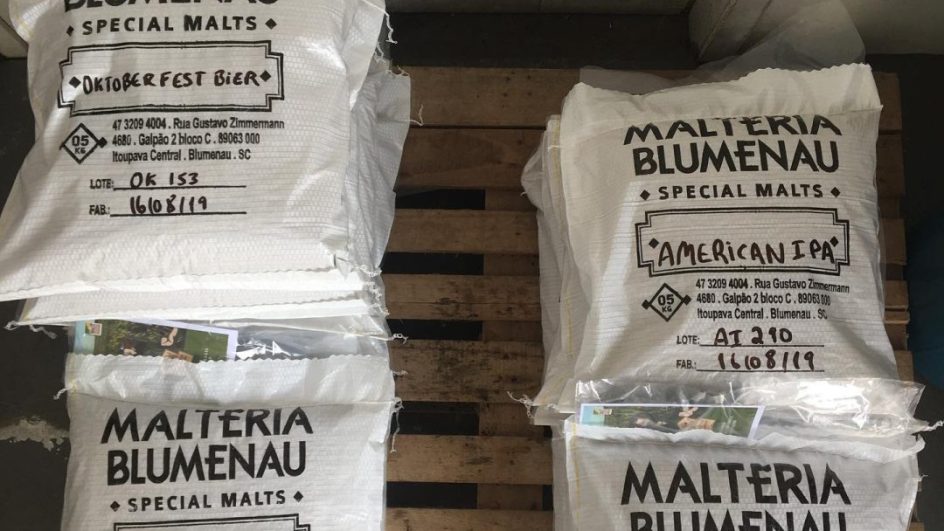 BLUMENAU
SPECIAL MALTS
OKTOBERFEST BIER
05 KG
47 3209 4004 . Rua Gustavo Zimmermann
4680 . Galpão 2 bloco C . 89063 000
Itoupava Central . Blumenau . SC
LOTE: OK 153
FAB.: 16/08/19
MALTERIA
BLUMENAU
SPECIAL MALTS
MALTERIA
BLUMENAU
SPECIAL MALTS
AMERICAN IPA
05 KG
47 3209 4004 . Rua Gustavo Zimmermann
4680 . Galpão 2 bloco C . 89063 000
Itoupava Central . Blumenau . SC
LOTE: AI 290
FAB.: 16/08/19
MALTERIA
BLUMENAU